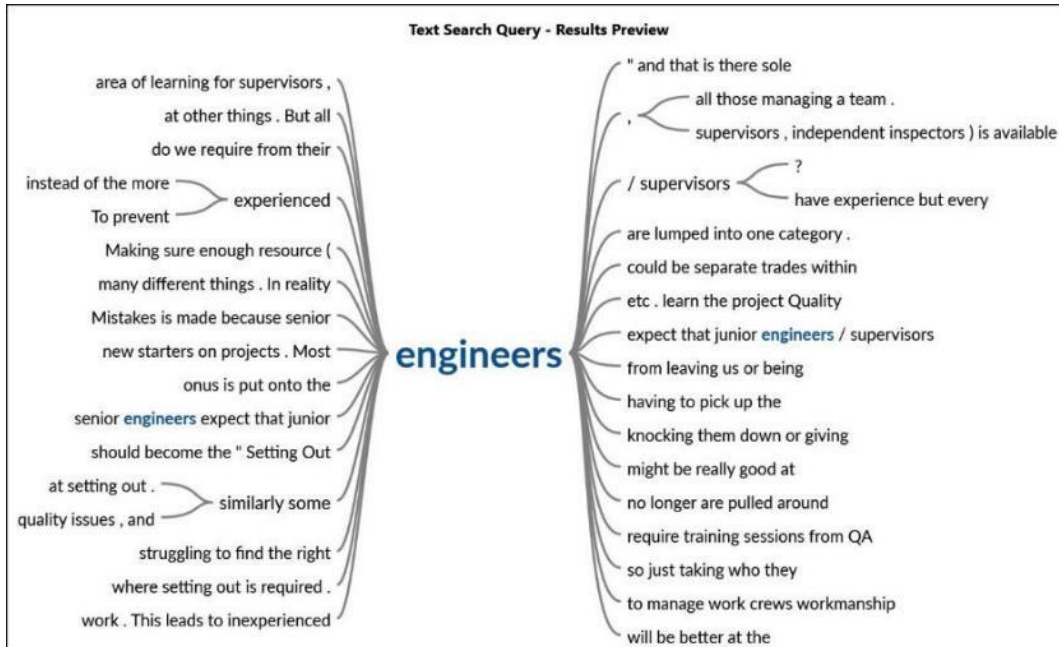 Text Search Query - Results Preview
area of learning for supervisors ,
at other things . But all
do we require from their
instead of the more
To prevent
experienced
Making sure enough resource (
many different things . In reality
Mistakes is made because senior
new starters on projects . Most
onus is put onto the
senior engineers expect that junior
should become the " Setting Out
at setting out .
quality issues , and
similarly some
struggling to find the right
where setting out is required .
work . This leads to inexperienced
engineers
" and that is there sole
,
all those managing a team .
supervisors , independent inspectors ) is available
/ supervisors
?
have experience but every
are lumped into one category .
could be separate trades within
etc . learn the project Quality
expect that junior engineers / supervisors
from leaving us or being
having to pick up the
knocking them down or giving
might be really good at
no longer are pulled around
require training sessions from QA
so just taking who they
to manage work crews workmanship
will be better at the